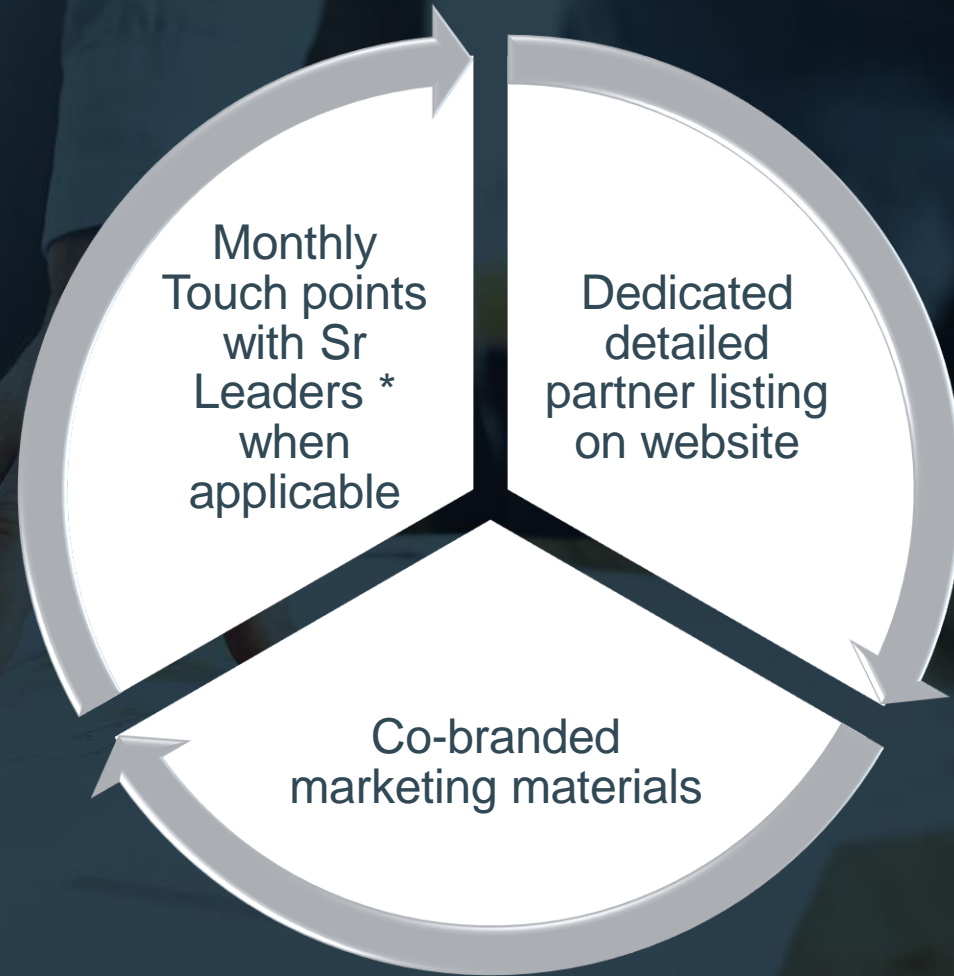 Monthly
Touch points
with Sr
Leaders *
when
applicable
Dedicated
detailed
partner listing
on website
Co-branded
marketing materials